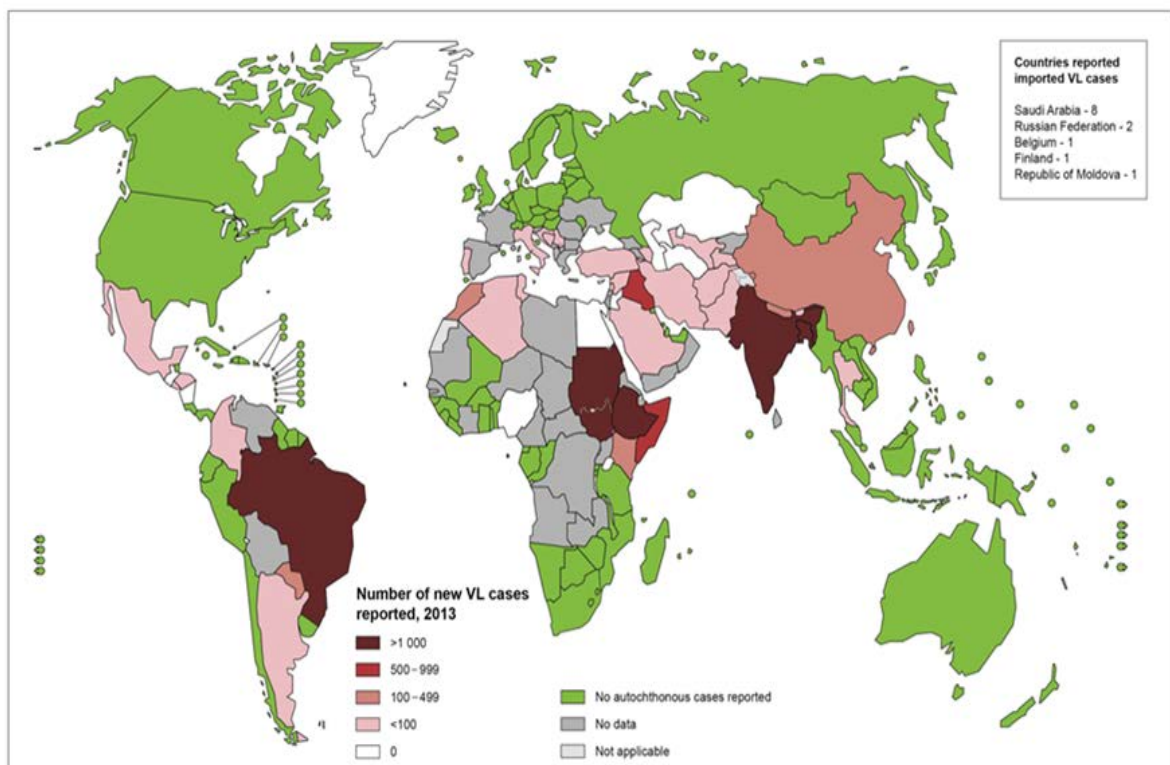 Countries reported
imported VL cases
Saudi Arabia - 8
Russian Federation - 2
Belgium - 1
Finland - 1
Republic of Moldova - 1
Number of new VL cases
reported, 2013
>1 000
500–999
100–499
<100
0
No autochthonous cases reported
No data
Not applicable